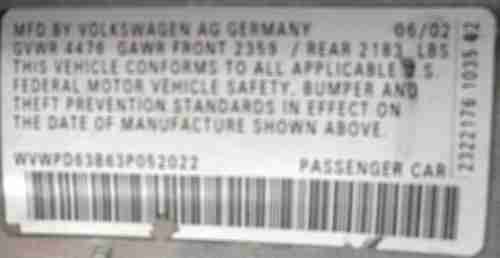 MFD BY VOLKSWAGEN AG GERMANY 06/02
GVWR 4476 GAWR FRONT 2359 / REAR 2183 LBS
THIS VEHICLE CONFORMS TO ALL APPLICABLE U.S.
FEDERAL MOTOR VEHICLE SAFETY, BUMPER AND
THEFT PREVENTION STANDARDS IN EFFECT ON
THE DATE OF MANUFACTURE SHOWN ABOVE.
WVWPD63B63P052022 PASSENGER CAR
2322176 1035